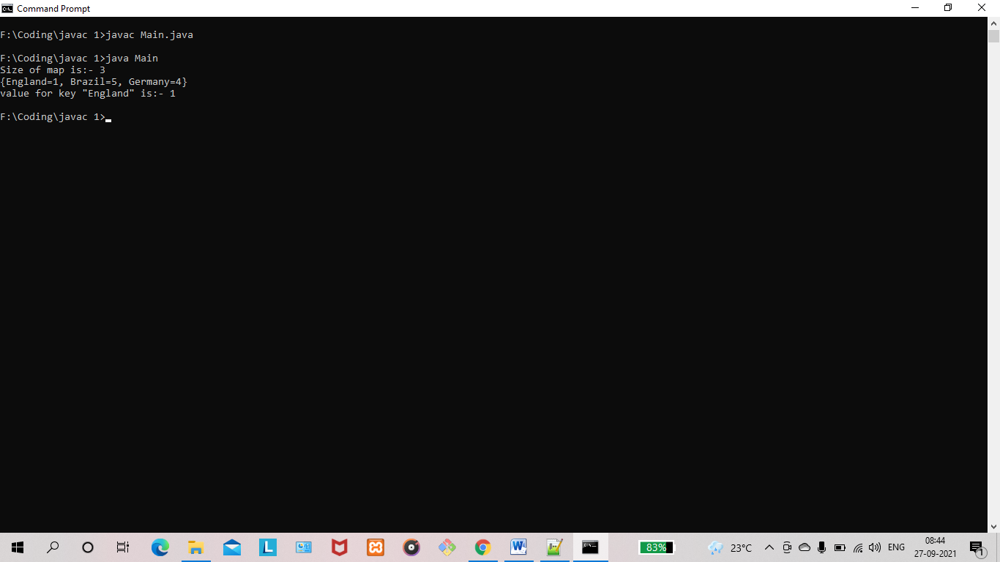 Command Prompt
F:\Coding\javac 1>javac Main.java
F:\Coding\javac 1>java Main
Size of map is:- 3
{England=1, Brazil=5, Germany=4}
value for key "England" is:- 1
F:\Coding\javac 1>
83%
23°C
ENG
08:44
27-09-2021
1